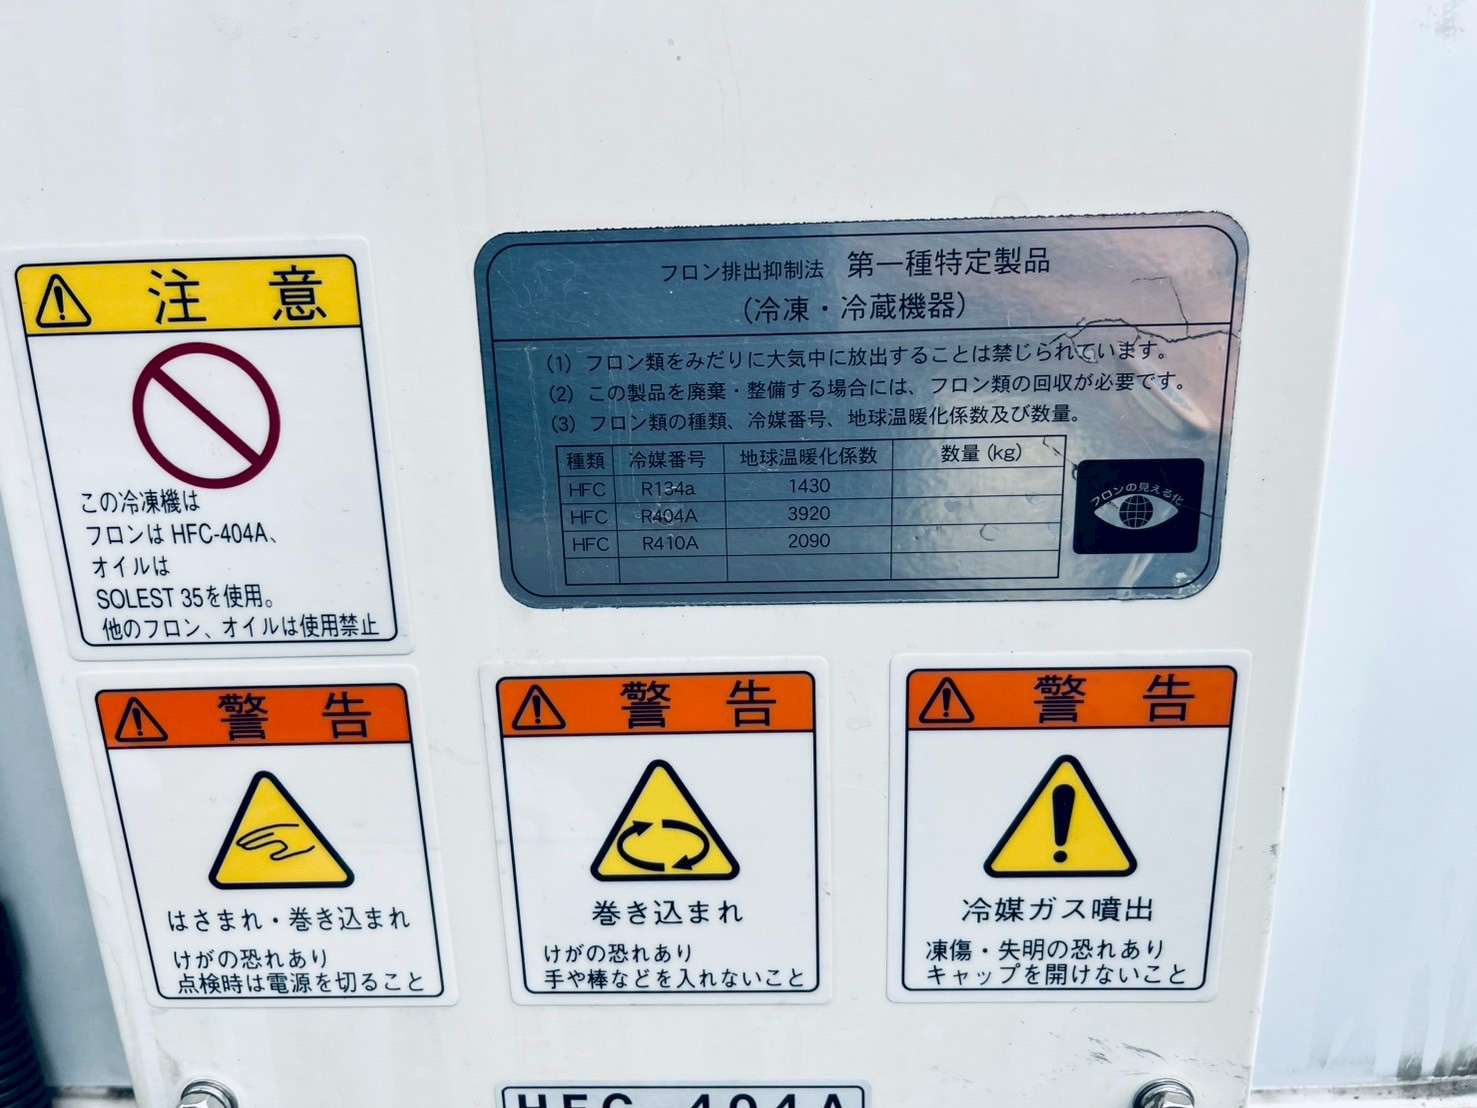 フロン排出抑制法 第一種特定製品
(冷凍・冷蔵機器)
(1) フロン類をみだりに大気中に放出することは禁じられています。
(2) この製品を廃棄・整備する場合には、フロン類の回収が必要です。
(3) フロン類の種類、冷媒番号、地球温暖化係数及び数量。
種類 冷媒番号 地球温暖化係数 数量(kg)
HFC R134a 1430
HFC R404A 3920
HFC R410A 2090
フロンの見える化
注意
この冷凍機は
フロンは HFC-404A、
オイルは
SOLEST 35を使用。
他のフロン、オイルは使用禁止
警告
はさまれ・巻き込まれ
けがの恐れあり
点検時は電源を切ること
警告
巻き込まれ
けがの恐れあり
手や棒などを入れないこと
警告
冷媒ガス噴出
凍傷・失明の恐れあり
キャップを開けないこと
HFC 404A